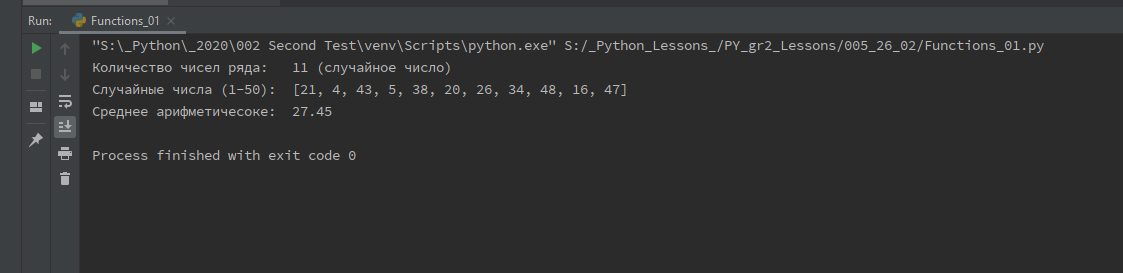 Run: Functions_01
"S:\_Python\_2020\002 Second Test\venv\Scripts\python.exe" S:/_Python_Lessons_/PY_gr2_Lessons/005_26_02/Functions_01.py
Количество чисел ряда:   11 (случайное число)
Случайные числа (1-50):  [21, 4, 43, 5, 38, 20, 26, 34, 48, 16, 47]
Среднее арифметичесоке:  27.45
Process finished with exit code 0